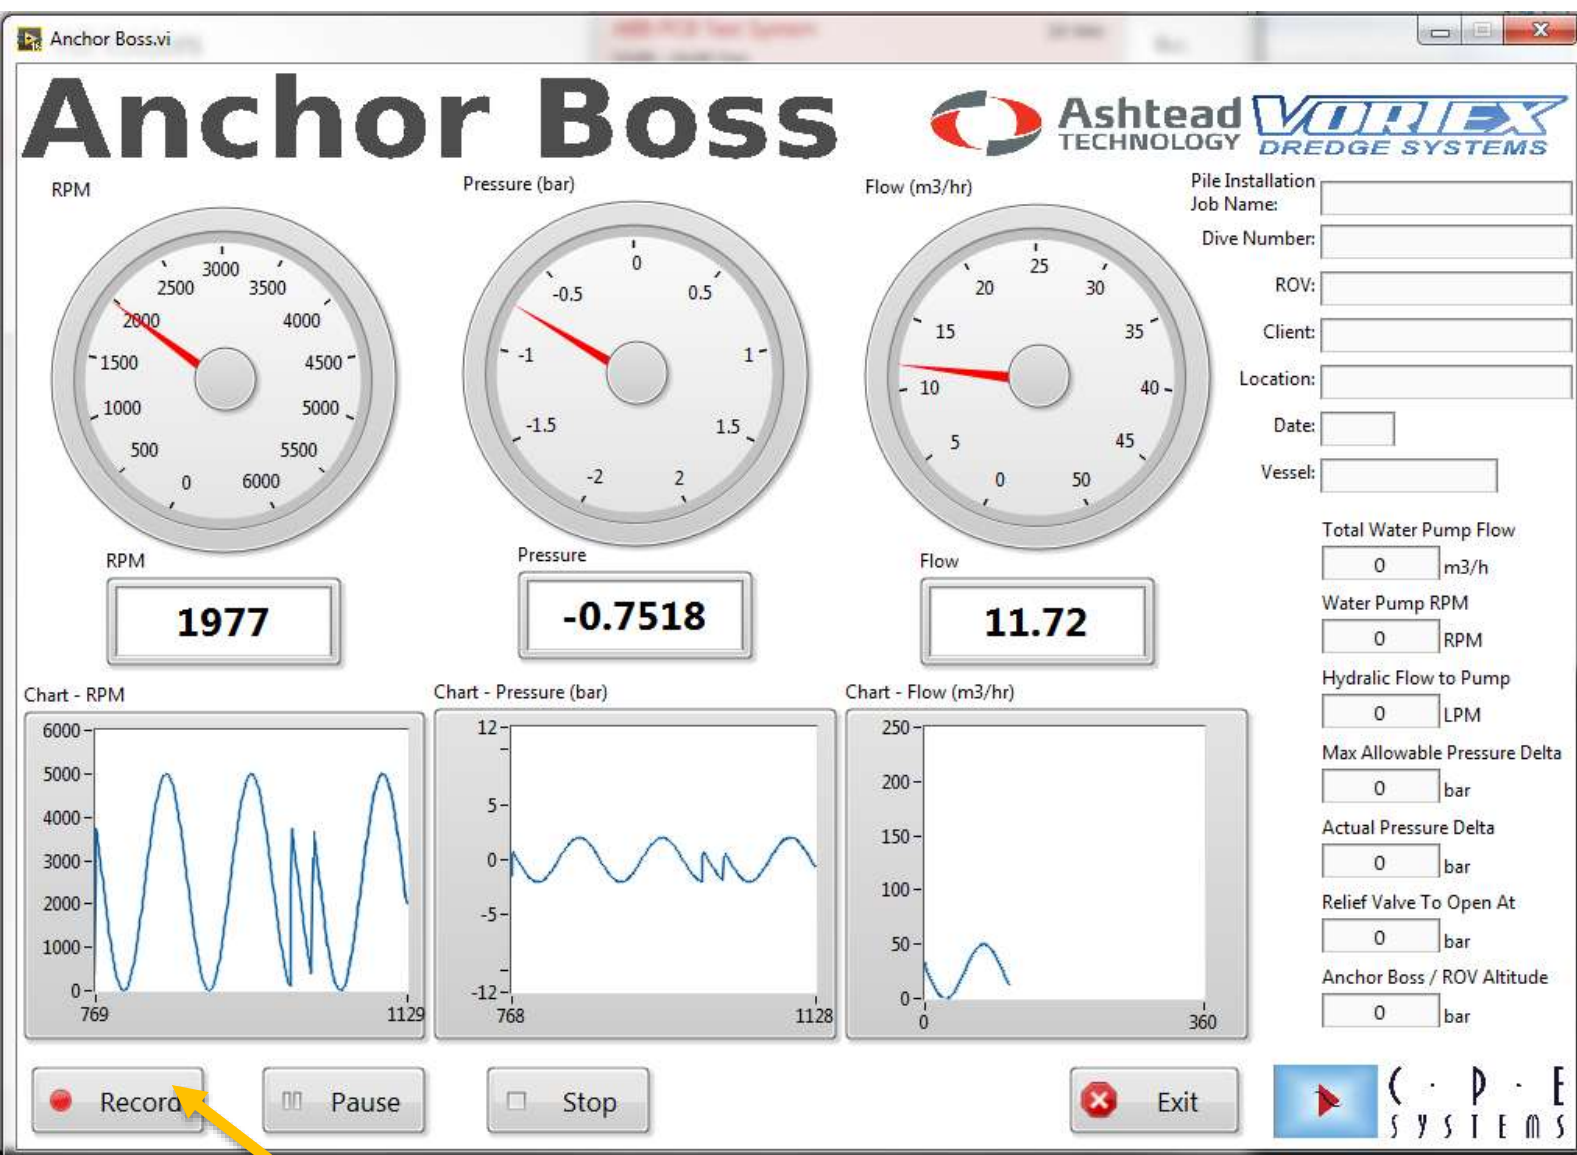 Anchor Boss.vi
Anchor Boss
Ashtead
TECHNOLOGY
VORTEX
DREDGE SYSTEMS
RPM
0
500
1000
1500
2000
2500
3000
3500
4000
4500
5000
5500
6000
RPM
1977
Pressure (bar)
-2
-1.5
-1
-0.5
0
0.5
1
1.5
2
Pressure
-0.7518
Flow (m3/hr)
0
5
10
15
20
25
30
35
40
45
50
Flow
11.72
Pile Installation
Job Name:
Dive Number:
ROV:
Client:
Location:
Date:
Vessel:
Total Water Pump Flow
0 m3/h
Water Pump RPM
0 RPM
Hydralic Flow to Pump
0 LPM
Max Allowable Pressure Delta
0 bar
Actual Pressure Delta
0 bar
Relief Valve To Open At
0 bar
Anchor Boss / ROV Altitude
0 bar
Chart - RPM
6000
5000
4000
3000
2000
1000
0
769 1129
Chart - Pressure (bar)
12
5
0
-5
-12
768 1128
Chart - Flow (m3/hr)
250
200
150
100
50
0
0 360
Record Pause Stop Exit
C · P · E
SYSTEMS